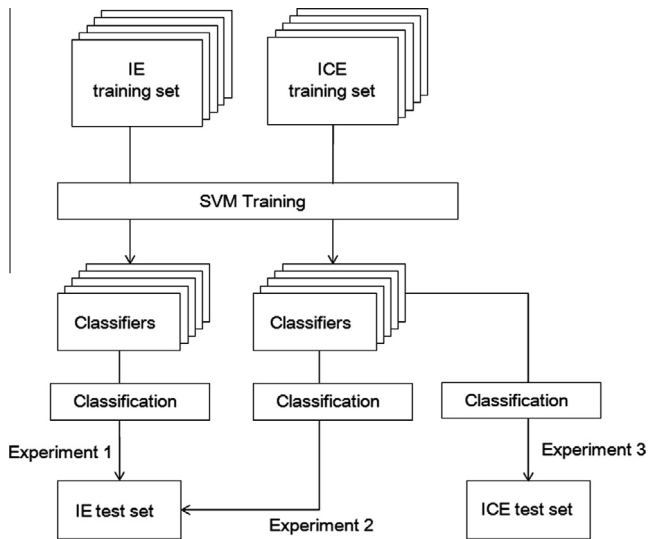 IE
training set
ICE
training set
SVM Training
Classifiers
Classifiers
Classification
Classification
Classification
Experiment 1
Experiment 3
IE test set
ICE test set
Experiment 2